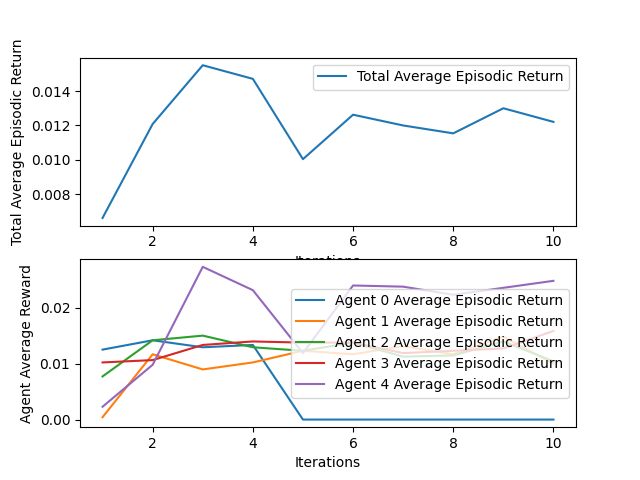 Total Average Episodic Return
0.014
0.012
0.010
0.008
Total Average Episodic Return
2
4
6
8
10
Iterations
Agent Average Reward
0.02
0.01
0.00
Agent 0 Average Episodic Return
Agent 1 Average Episodic Return
Agent 2 Average Episodic Return
Agent 3 Average Episodic Return
Agent 4 Average Episodic Return
2
4
6
8
10
Iterations